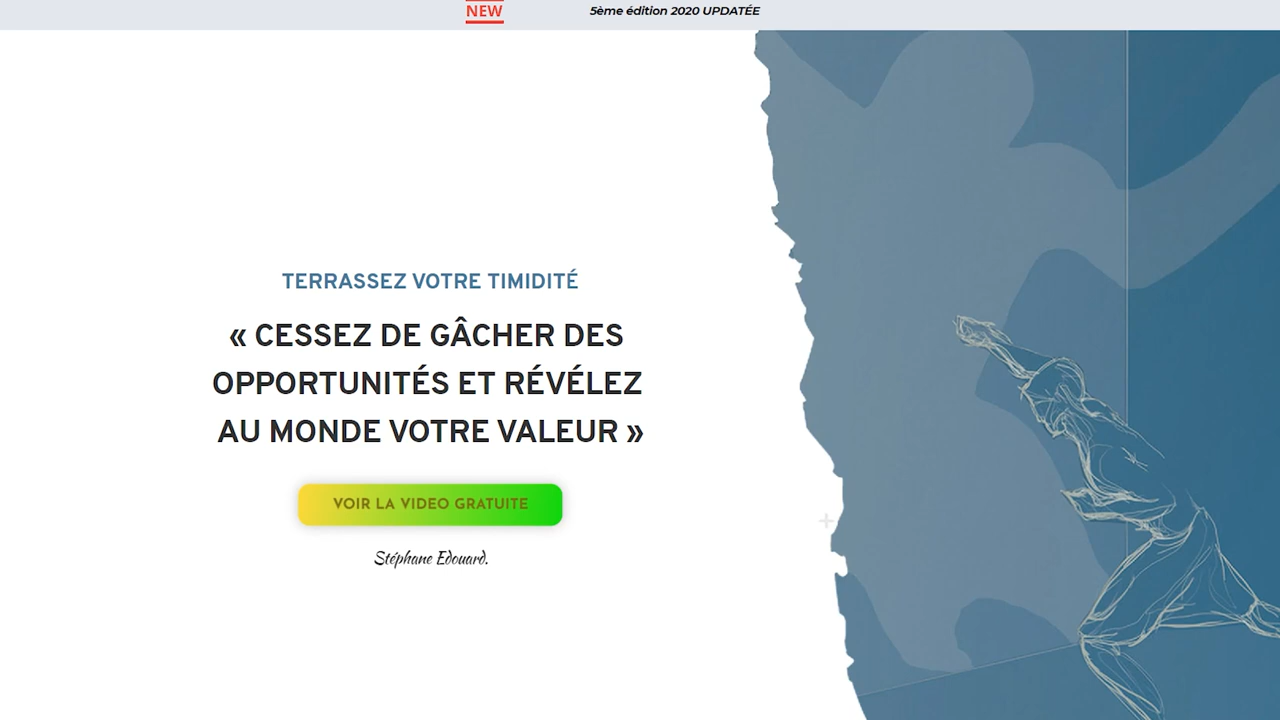 NEW
5ème édition 2020 UPDATÉE
TERRASSEZ VOTRE TIMIDITÉ
« CESSEZ DE GÂCHER DES
OPPORTUNITÉS ET RÉVÉLEZ
AU MONDE VOTRE VALEUR »
VOIR LA VIDEO GRATUITE
Stéphane Edouard.